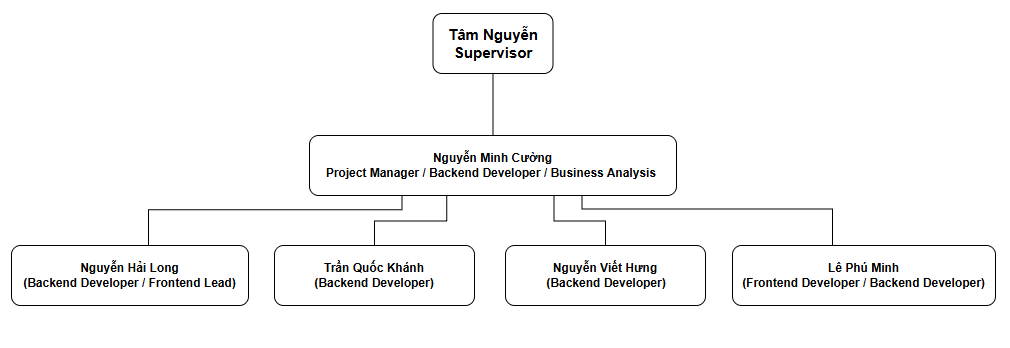 Tâm Nguyễn
Supervisor
Nguyễn Minh Cường
Project Manager / Backend Developer / Business Analysis
Nguyễn Hải Long
(Backend Developer / Frontend Lead)
Trần Quốc Khánh
(Backend Developer)
Nguyễn Viết Hưng
(Backend Developer)
Lê Phú Minh
(Frontend Developer / Backend Developer)